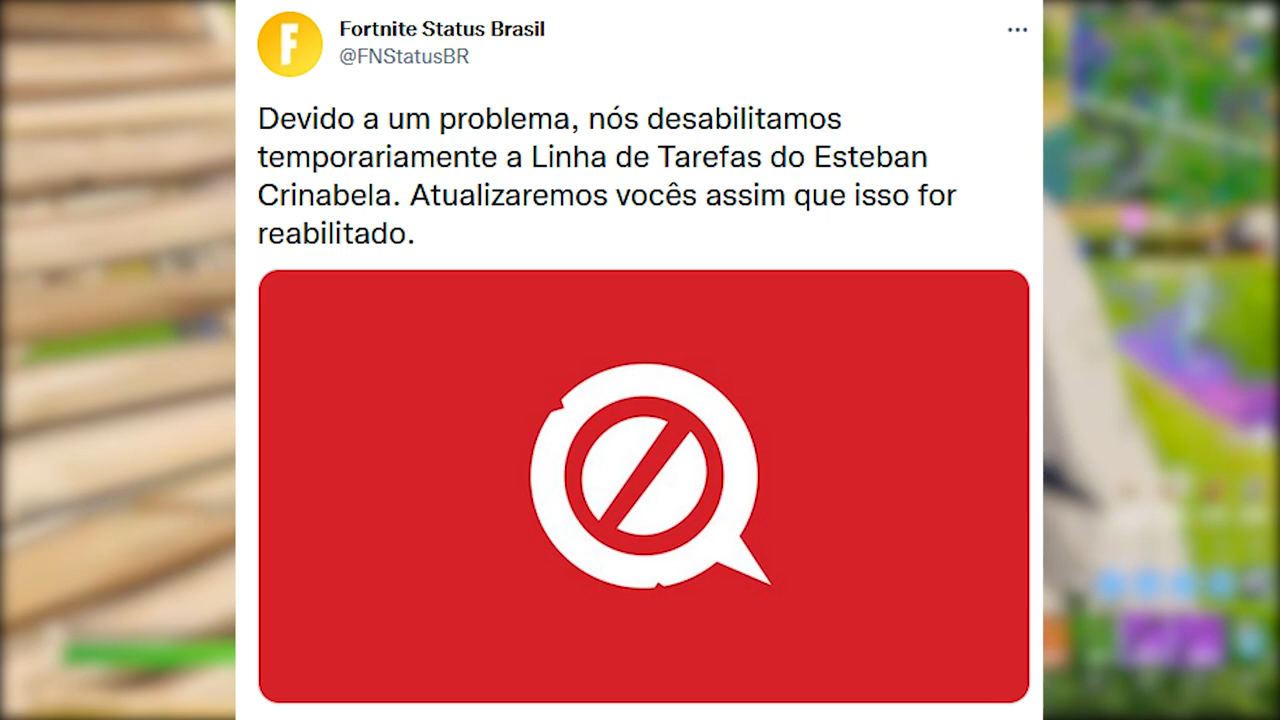 Fortnite Status Brasil
@FNStatusBR
Devido a um problema, nós desabilitamos
temporariamente a Linha de Tarefas do Esteban
Crinabela. Atualizaremos vocês assim que isso for
reabilitado.